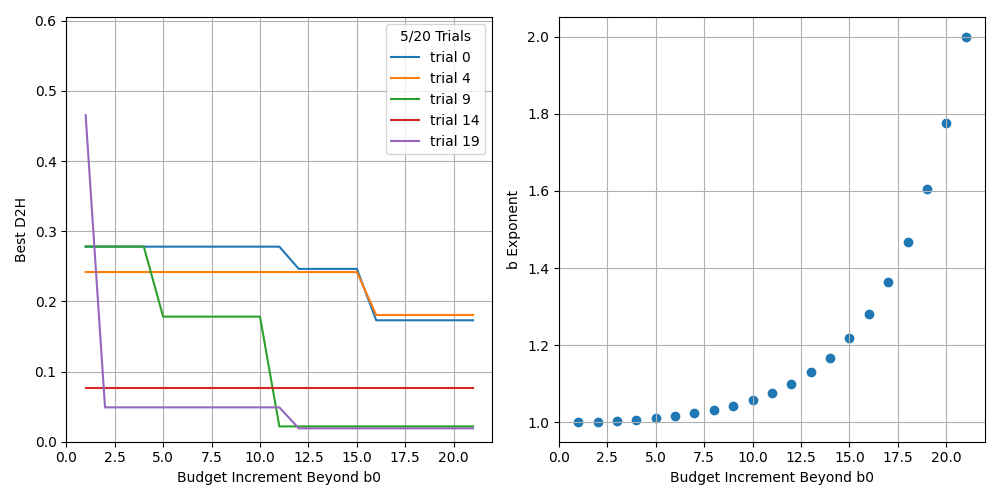 0.6
0.5
0.4
0.3
0.2
0.1
0.0
Best D2H
0.0 2.5 5.0 7.5 10.0 12.5 15.0 17.5 20.0
Budget Increment Beyond b0
5/20 Trials
trial 0
trial 4
trial 9
trial 14
trial 19
2.0
1.8
1.6
1.4
1.2
1.0
b Exponent
0.0 2.5 5.0 7.5 10.0 12.5 15.0 17.5 20.0
Budget Increment Beyond b0